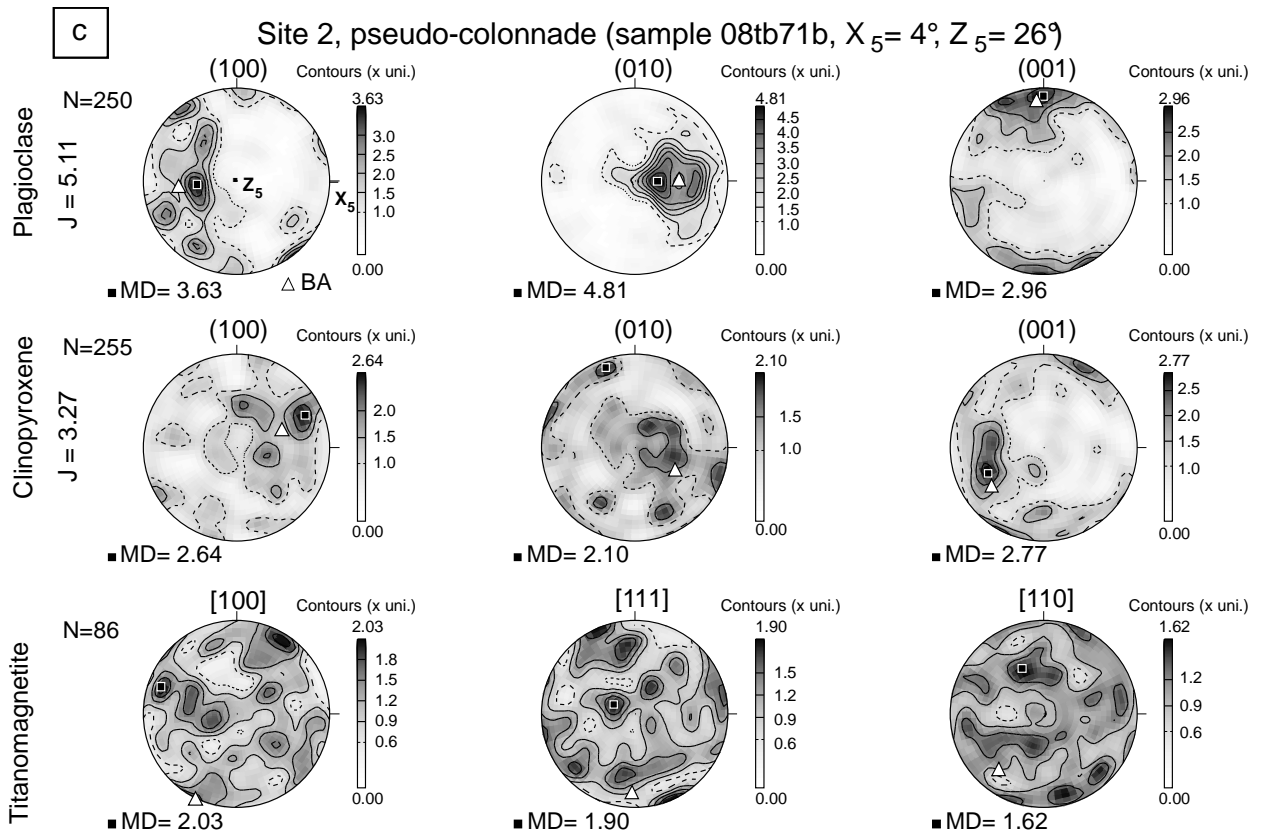 c
Site 2, pseudo-colonnade (sample 08tb71b, X5= 4°, Z5= 26°)
Plagioclase
J = 5.11
N=250
(100)
Contours (x uni.)
3.63
3.0
2.5
2.0
1.5
1.0
0.00
Z5
X5
MD= 3.63
BA
(010)
Contours (x uni.)
4.81
4.5
4.0
3.5
3.0
2.5
2.0
1.5
1.0
0.00
MD= 4.81
(001)
Contours (x uni.)
2.96
2.5
2.0
1.5
1.0
0.00
MD= 2.96
Clinopyroxene
J = 3.27
N=255
(100)
Contours (x uni.)
2.64
2.0
1.5
1.0
0.00
MD= 2.64
(010)
Contours (x uni.)
2.10
1.5
1.0
0.00
MD= 2.10
(001)
Contours (x uni.)
2.77
2.5
2.0
1.5
1.0
0.00
MD= 2.77
Titanomagnetite
N=86
[100]
Contours (x uni.)
2.03
1.8
1.5
1.2
0.9
0.6
0.00
MD= 2.03
[111]
Contours (x uni.)
1.90
1.5
1.2
0.9
0.6
0.00
MD= 1.90
[110]
Contours (x uni.)
1.62
1.2
0.9
0.6
0.00
MD= 1.62